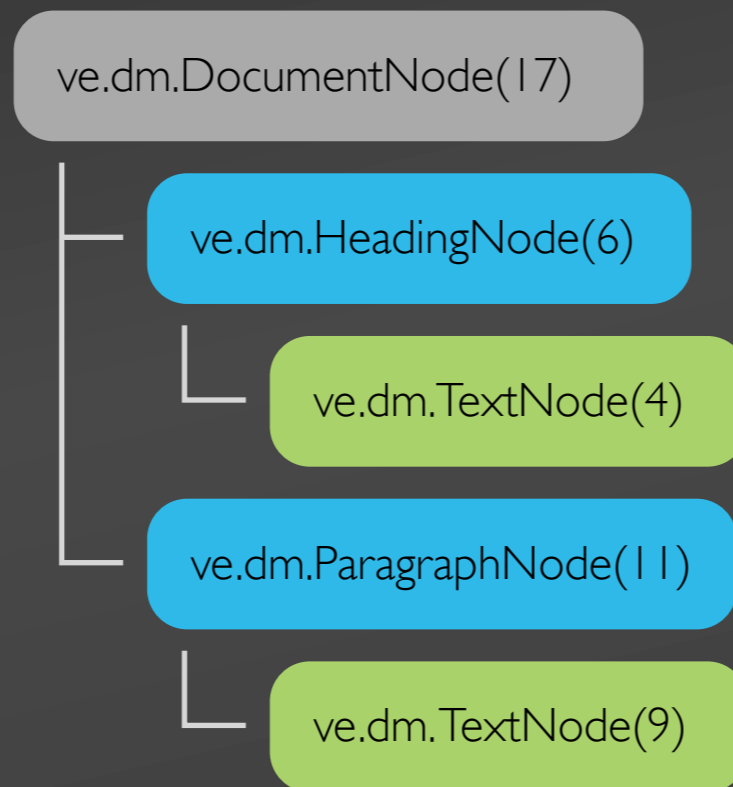 ve.dm.DocumentNode(17)
ve.dm.HeadingNode(6)
ve.dm.TextNode(4)
ve.dm.ParagraphNode(11)
ve.dm.TextNode(9)